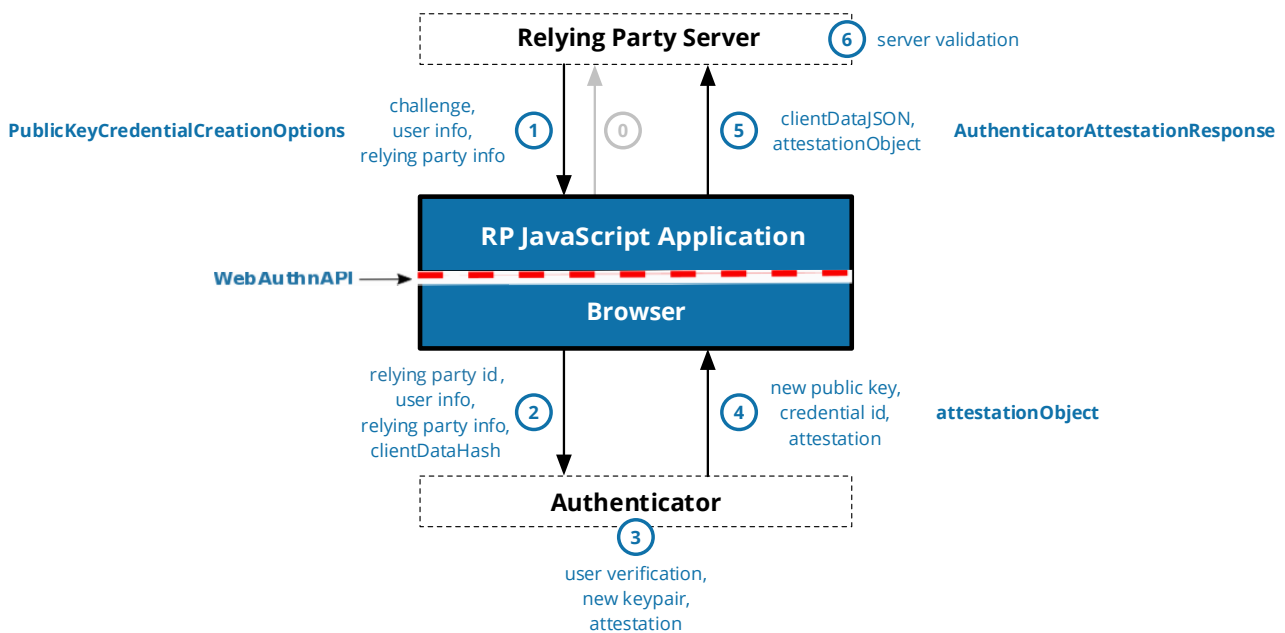 Relying Party Server
6
server validation
PublicKeyCredentialCreationOptions
challenge,
user info,
relying party info
1
0
5
clientDataJSON,
attestationObject
AuthenticatorAttestationResponse
RP JavaScript Application
WebAuthnAPI
Browser
relying party id,
user info,
relying party info,
clientDataHash
2
4
new public key,
credential id,
attestation
attestationObject
Authenticator
3
user verification,
new keypair,
attestation